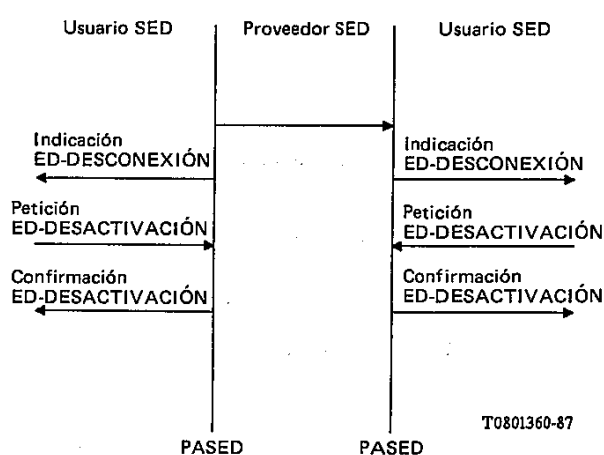 Usuario SED
Proveedor SED
Usuario SED
Indicación
ED-DESCONEXIÓN
Indicación
ED-DESCONEXIÓN
Petición
ED-DESACTIVACIÓN
Petición
ED-DESACTIVACIÓN
Confirmación
ED-DESACTIVACIÓN
Confirmación
ED-DESACTIVACIÓN
T0801360-87
PASED
PASED